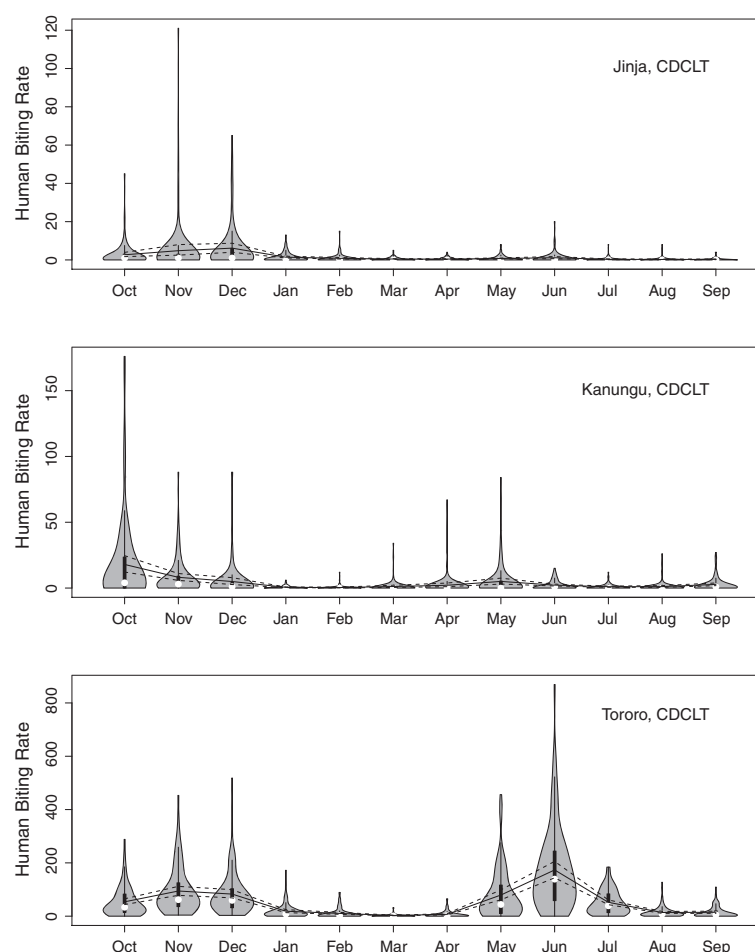 Jinja, CDCLT
Human Biting Rate
0 20 40 60 80 100 120
Oct Nov Dec Jan Feb Mar Apr May Jun Jul Aug Sep
Kanungu, CDCLT
Human Biting Rate
0 50 100 150
Oct Nov Dec Jan Feb Mar Apr May Jun Jul Aug Sep
Tororo, CDCLT
Human Biting Rate
0 200 400 600 800
Oct Nov Dec Jan Feb Mar Apr May Jun Jul Aug Sep